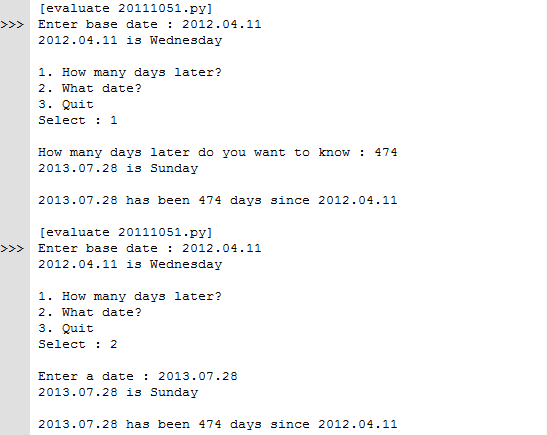 [evaluate 20111051.py]
>>> Enter base date : 2012.04.11
2012.04.11 is Wednesday
1. How many days later?
2. What date?
3. Quit
Select : 1
How many days later do you want to know : 474
2013.07.28 is Sunday
2013.07.28 has been 474 days since 2012.04.11
[evaluate 20111051.py]
>>> Enter base date : 2012.04.11
2012.04.11 is Wednesday
1. How many days later?
2. What date?
3. Quit
Select : 2
Enter a date : 2013.07.28
2013.07.28 is Sunday
2013.07.28 has been 474 days since 2012.04.11